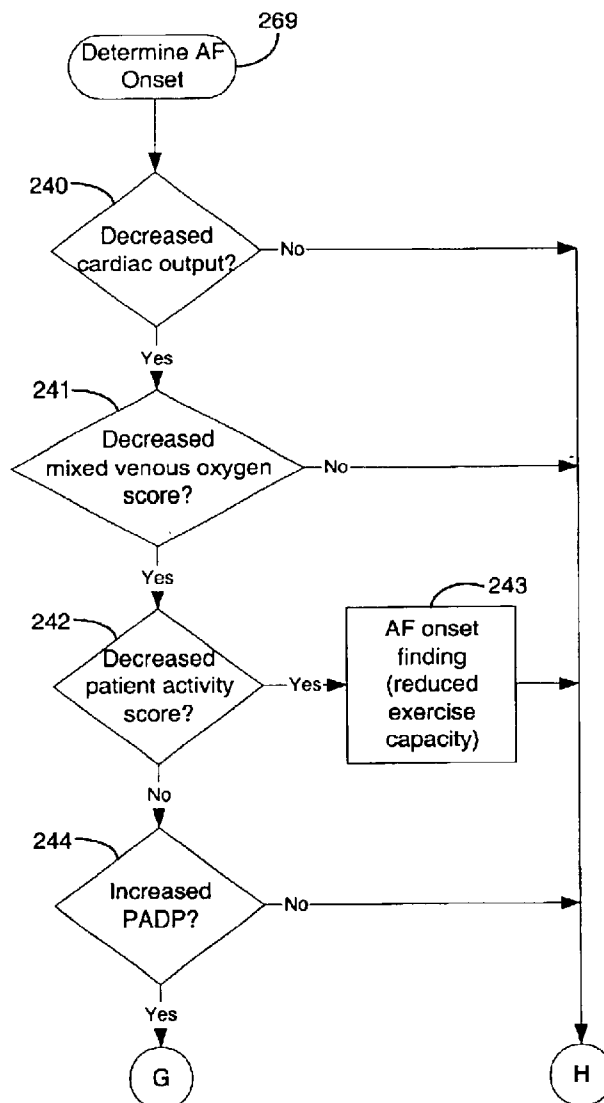 269
Determine AF
Onset
240
Decreased
cardiac output?
No
Yes
241
Decreased
mixed venous oxygen
score?
No
Yes
242
Decreased
patient activity
score?
Yes
243
AF onset
finding
(reduced
exercise
capacity)
No
244
Increased
PADP?
No
Yes
G
H